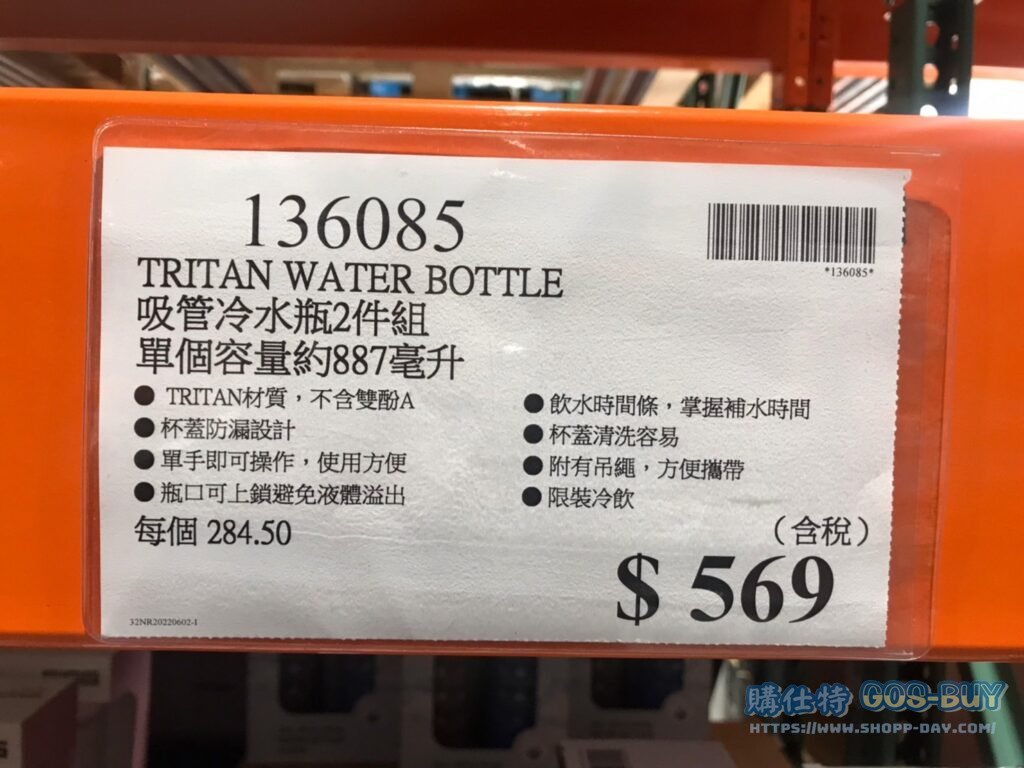 136085
*136085*
TRITAN WATER BOTTLE
吸管冷水瓶2件組
單個容量約887毫升
● TRITAN材質，不含雙酚A
● 杯蓋防漏設計
● 單手即可操作，使用方便
● 瓶口可上鎖避免液體溢出
● 飲水時間條，掌握補水時間
● 杯蓋清洗容易
● 附有吊繩，方便攜帶
● 限裝冷飲
每個 284.50
（含稅）
$ 569
32NR20220602-1
購仕特 GOS-BUY
HTTPS://WWW.SHOPP-DAY.COM/